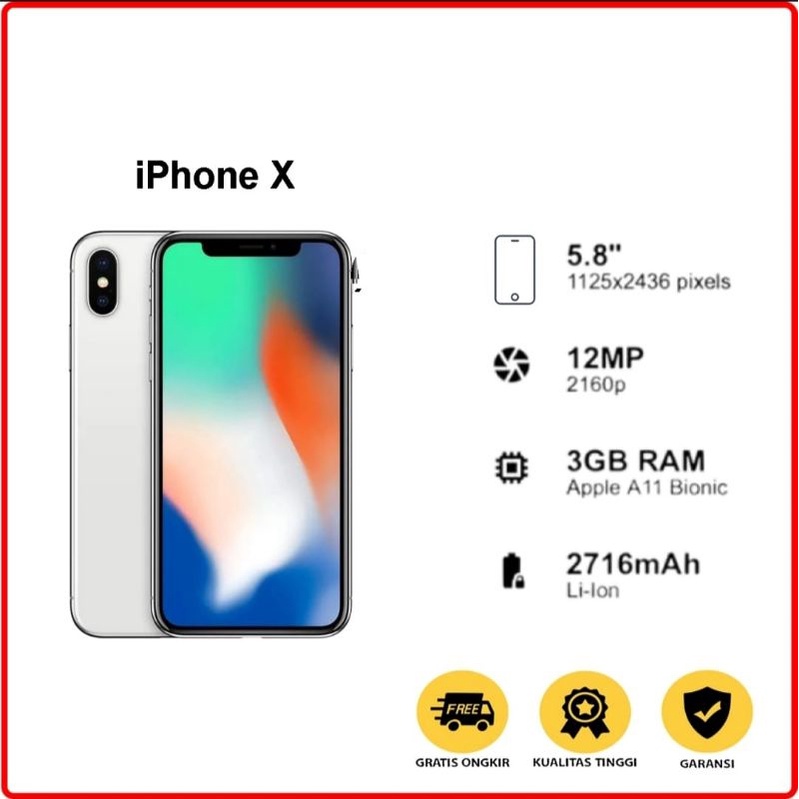 iPhone X
5.8"
1125x2436 pixels
12MP
2160p
3GB RAM
Apple A11 Bionic
2716mAh
Li-Ion
FREE
GRATIS ONGKIR
KUALITAS TINGGI
GARANSI